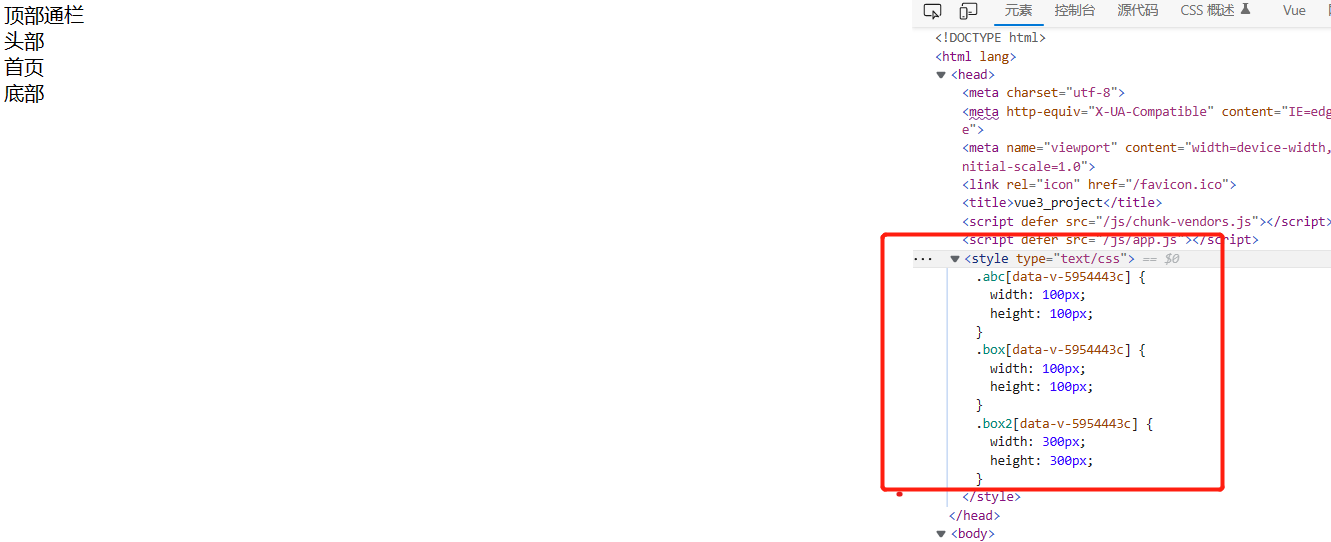 顶部通栏
头部
首页
底部
元素 控制台 源代码 CSS 概述 Vue
<!DOCTYPE html>
<html lang>
<head>
<meta charset="utf-8">
<meta http-equiv="X-UA-Compatible" content="IE=edg
e">
<meta name="viewport" content="width=device-width,
nitial-scale=1.0">
<link rel="icon" href="/favicon.ico">
<title>vue3_project</title>
<script defer src="/js/chunk-vendors.js"></script>
<script defer src="/js/app.js"></script>
··· <style type="text/css"> == $0
.abc[data-v-5954443c] {
width: 100px;
height: 100px;
}
.box[data-v-5954443c] {
width: 100px;
height: 100px;
}
.box2[data-v-5954443c] {
width: 300px;
height: 300px;
}
</style>
</head>
<body>